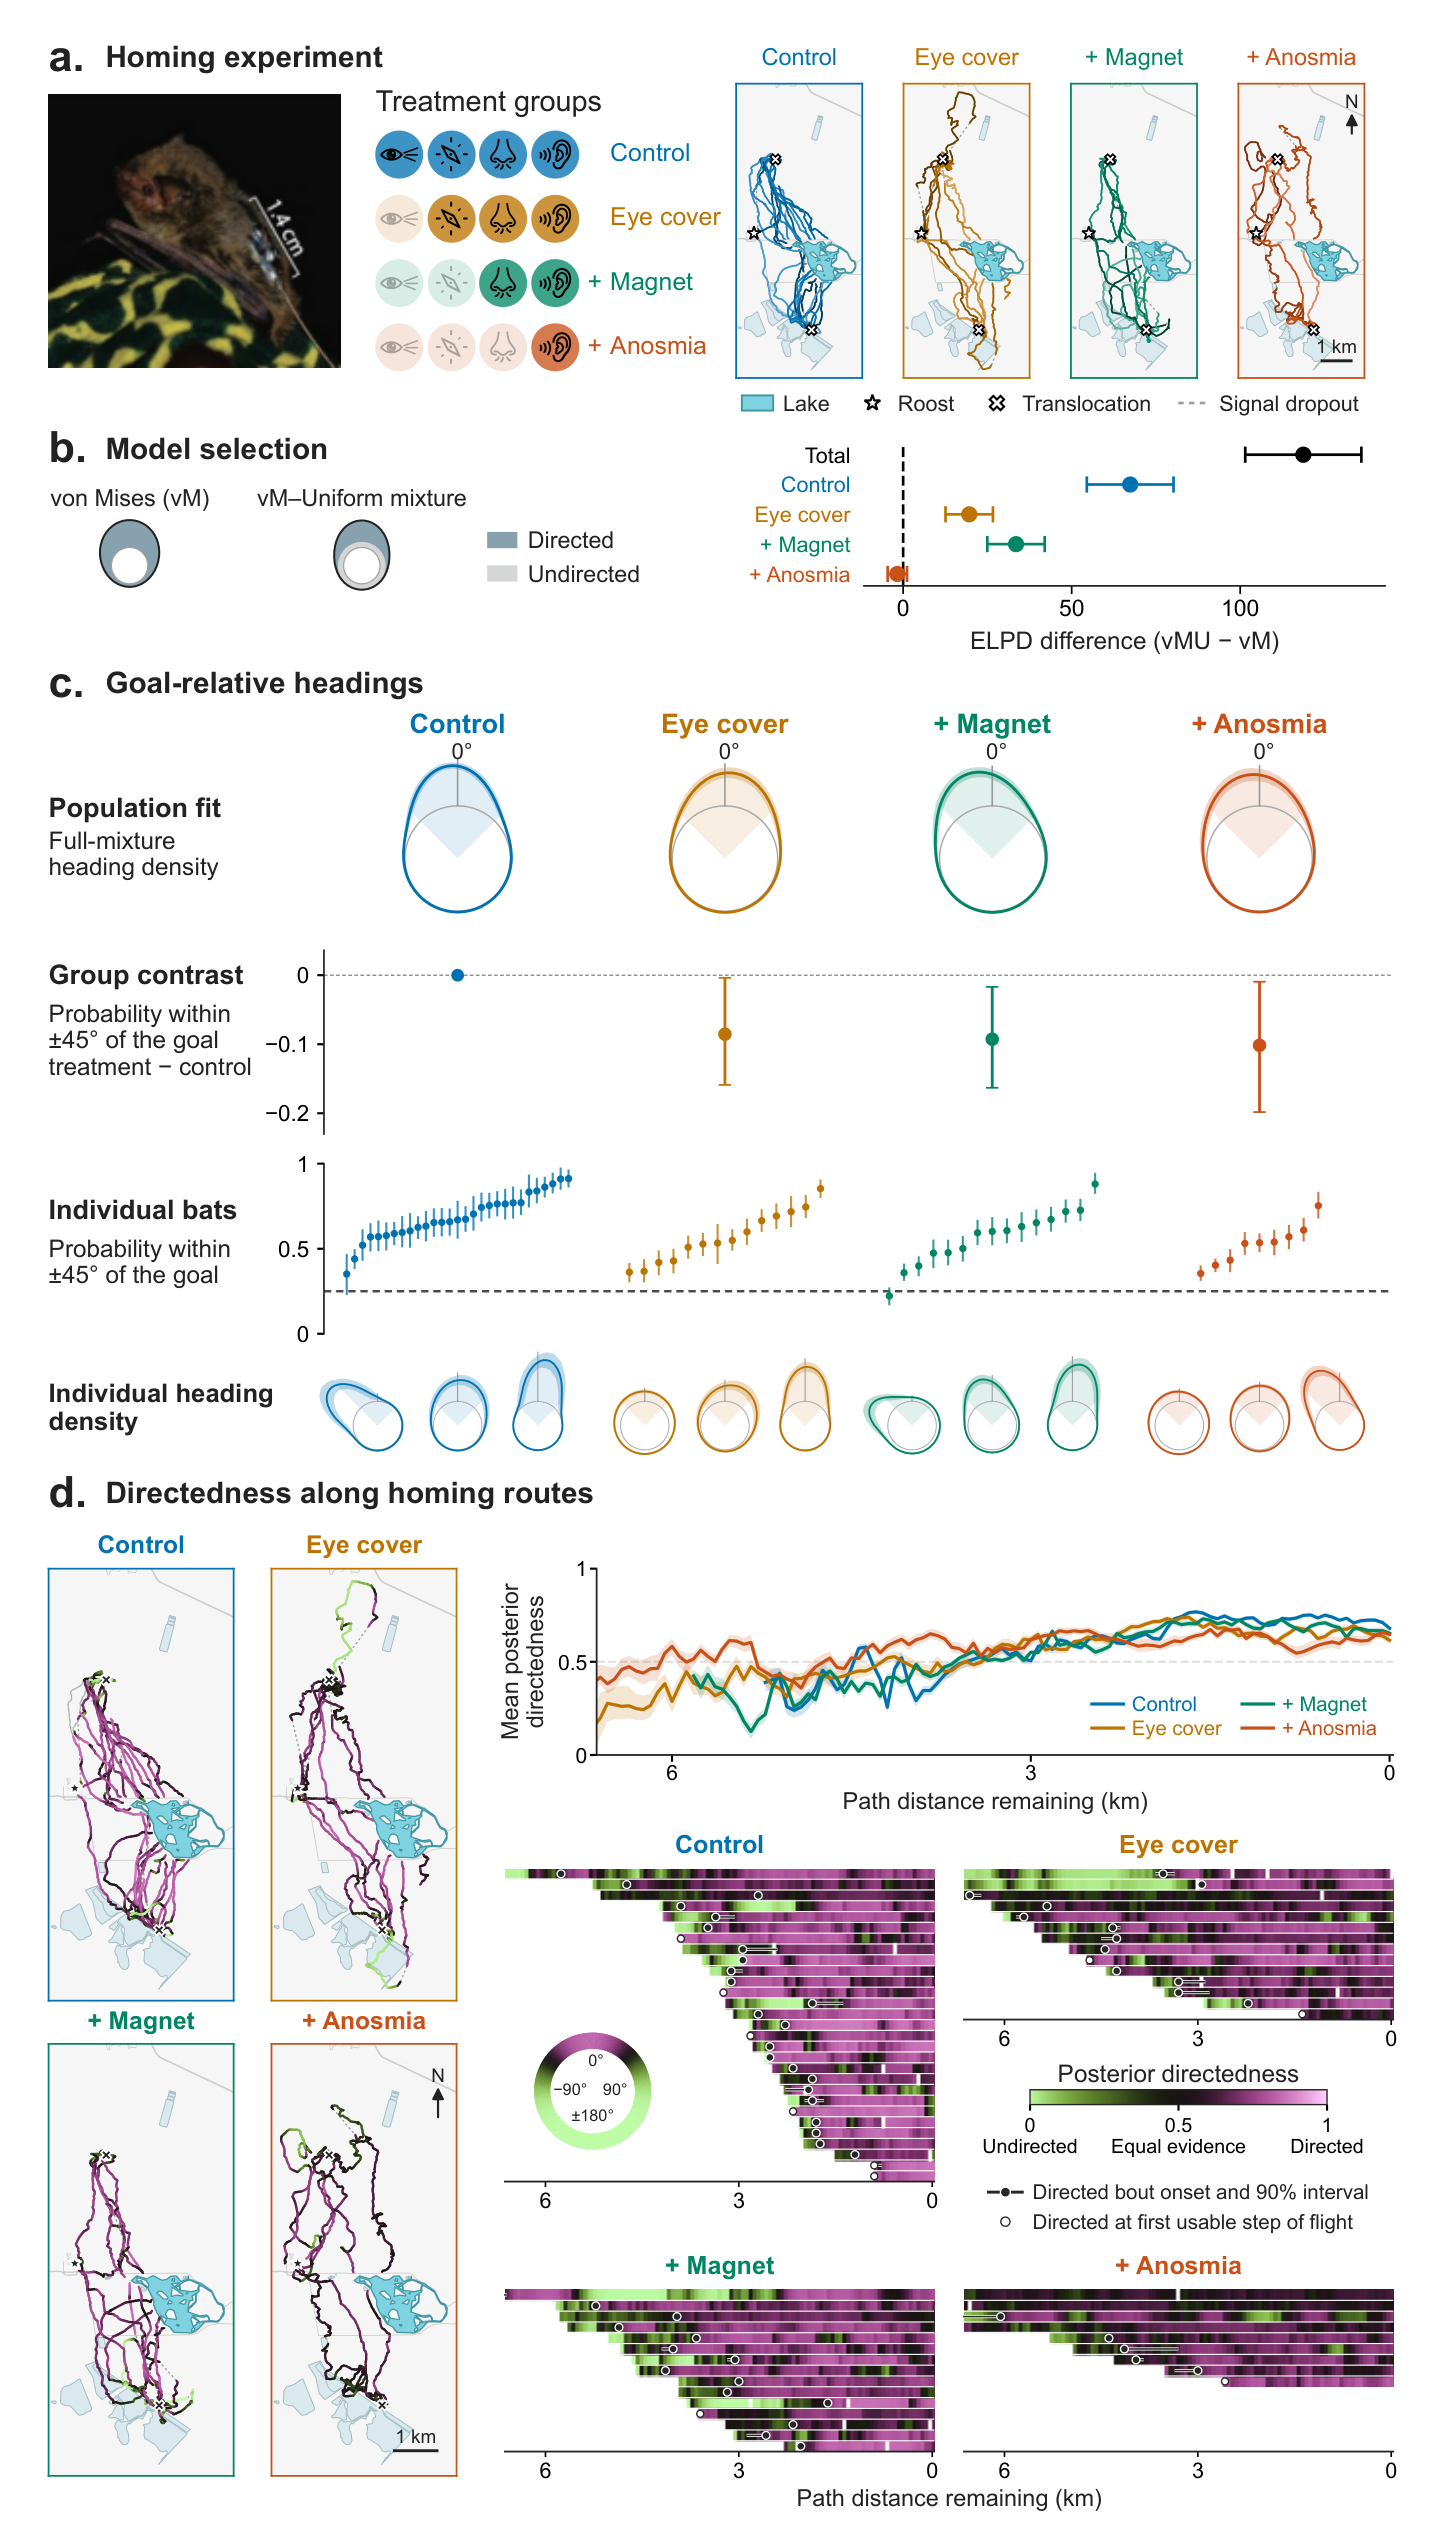 a. Homing experiment
1.4 cm
Treatment groups
Control
Eye cover
+ Magnet
+ Anosmia
Control
Eye cover
+ Magnet
+ Anosmia
N
1 km
Lake
Roost
Translocation
Signal dropout
b. Model selection
von Mises (vM)
vM–Uniform mixture
Directed
Undirected
Total
Control
Eye cover
+ Magnet
+ Anosmia
0 50 100
ELPD difference (vMU − vM)
c. Goal-relative headings
Control
Eye cover
+ Magnet
+ Anosmia
0°
0°
0°
0°
Population fit
Full-mixture
heading density
Group contrast
Probability within
±45° of the goal
treatment − control
0
−0.1
−0.2
Individual bats
Probability within
±45° of the goal
1
0.5
0
Individual heading
density
d. Directedness along homing routes
Control
Eye cover
+ Magnet
+ Anosmia
N
1 km
Mean posterior
directedness
1
0.5
0
6 3 0
Control
Eye cover
+ Magnet
+ Anosmia
Path distance remaining (km)
Control
0°
−90° 90°
±180°
6 3 0
Eye cover
6 3 0
Posterior directedness
0 0.5 1
Undirected Equal evidence Directed
Directed bout onset and 90% interval
Directed at first usable step of flight
+ Magnet
6 3 0
+ Anosmia
6 3 0
Path distance remaining (km)